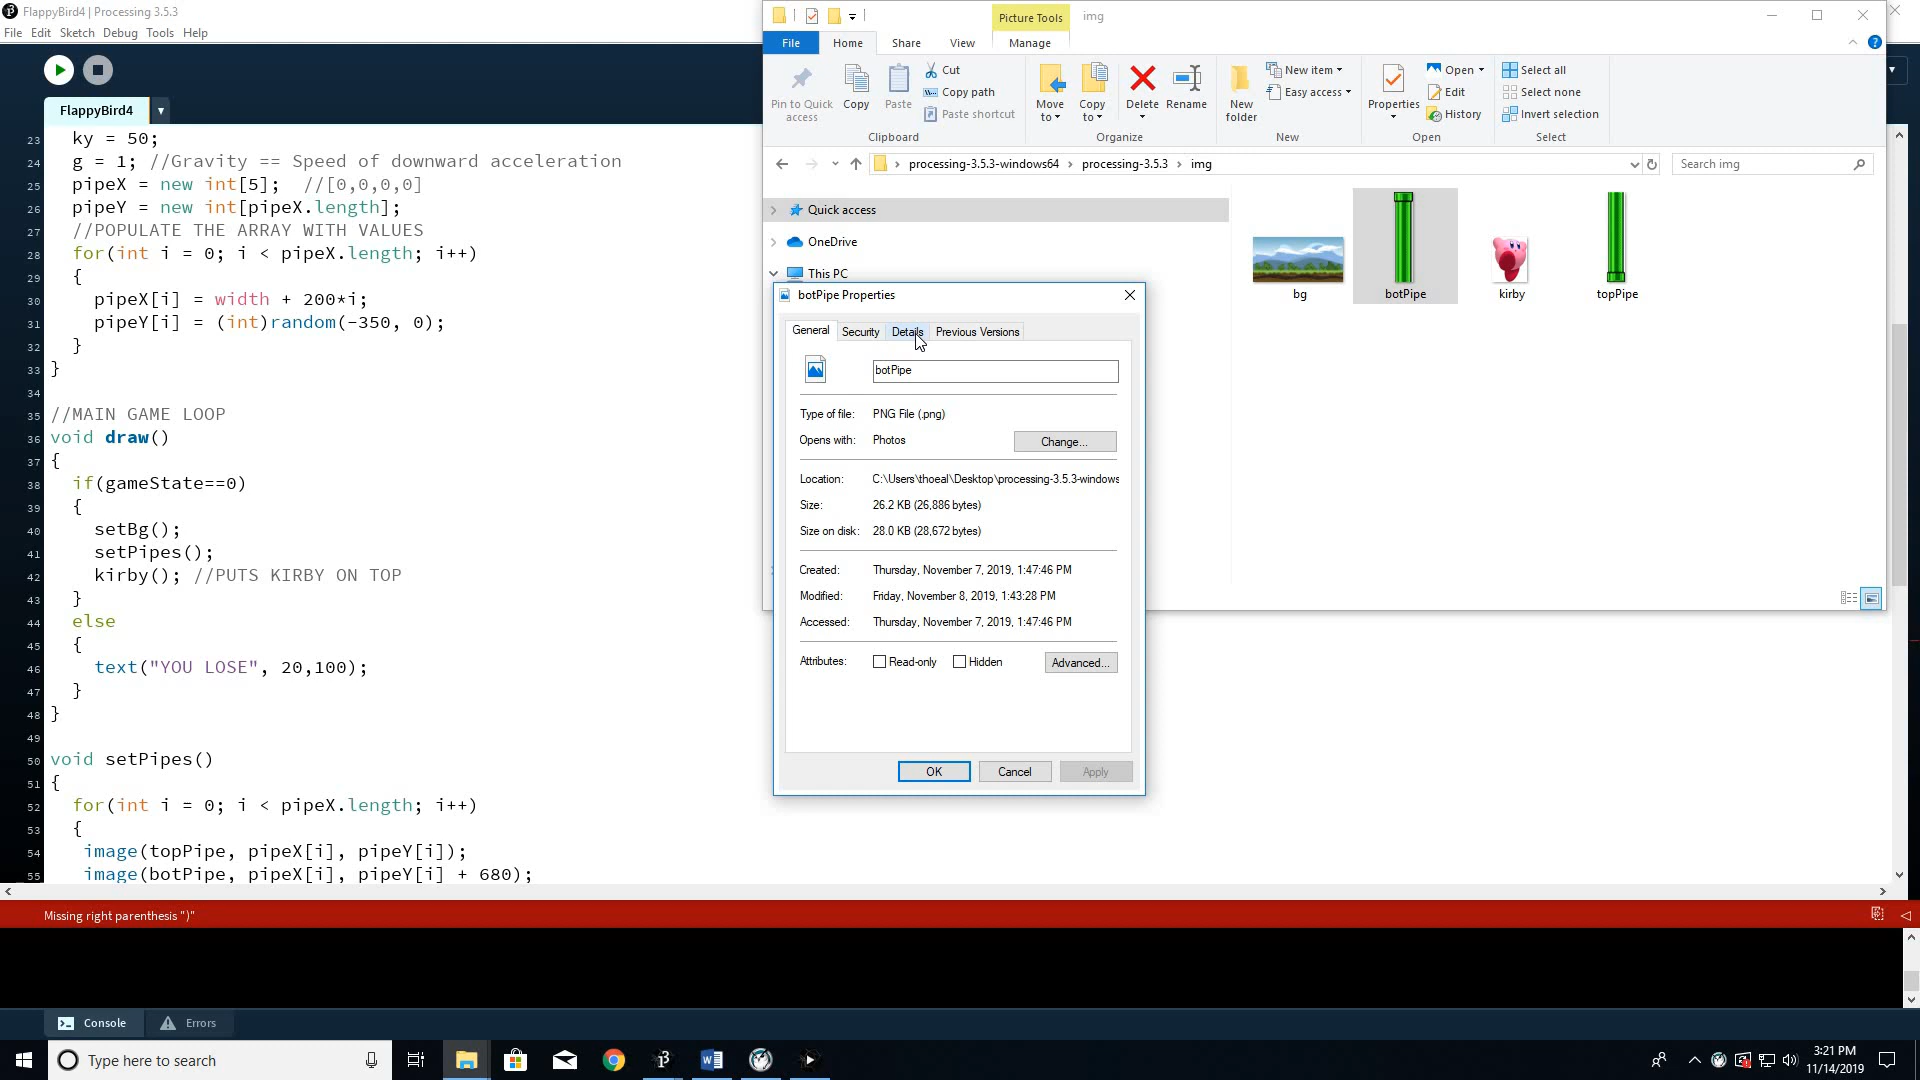 FlappyBird4 | Processing 3.5.3
File Edit Sketch Debug Tools Help
FlappyBird4
23 ky = 50;
24 g = 1; //Gravity == Speed of downward acceleration
25 pipeX = new int[5]; //[0,0,0,0]
26 pipeY = new int[pipeX.length];
27 //POPULATE THE ARRAY WITH VALUES
28 for(int i = 0; i < pipeX.length; i++)
29 {
30 pipeX[i] = width + 200*i;
31 pipeY[i] = (int)random(-350, 0);
32 }
33 }
34
35 //MAIN GAME LOOP
36 void draw()
37 {
38 if(gameState==0)
39 {
40 setBg();
41 setPipes();
42 kirby(); //PUTS KIRBY ON TOP
43 }
44 else
45 {
46 text("YOU LOSE", 20,100);
47 }
48 }
49
50 void setPipes()
51 {
52 for(int i = 0; i < pipeX.length; i++)
53 {
54 image(topPipe, pipeX[i], pipeY[i]);
55 image(botPipe, pipeX[i], pipeY[i] + 680);
Missing right parenthesis ")"
Console Errors
Picture Tools img
File Home Share View Manage
Pin to Quick access
Copy
Paste
Cut
Copy path
Paste shortcut
Clipboard
Move to
Copy to
Delete
Rename
Organize
New folder
New item
Easy access
New
Properties
Open
Edit
History
Open
Select all
Select none
Invert selection
Select
processing-3.5.3-windows64 › processing-3.5.3 › img
Search img
Quick access
OneDrive
This PC
bg botPipe kirby topPipe
botPipe Properties
General Security Details Previous Versions
botPipe
Type of file: PNG File (.png)
Opens with: Photos Change...
Location: C:\Users\thoeal\Desktop\processing-3.5.3-windows
Size: 26.2 KB (26,886 bytes)
Size on disk: 28.0 KB (28,672 bytes)
Created: Thursday, November 7, 2019, 1:47:46 PM
Modified: Friday, November 8, 2019, 1:43:28 PM
Accessed: Thursday, November 7, 2019, 1:47:46 PM
Attributes: Read-only Hidden Advanced...
OK Cancel Apply
Type here to search
3:21 PM
11/14/2019